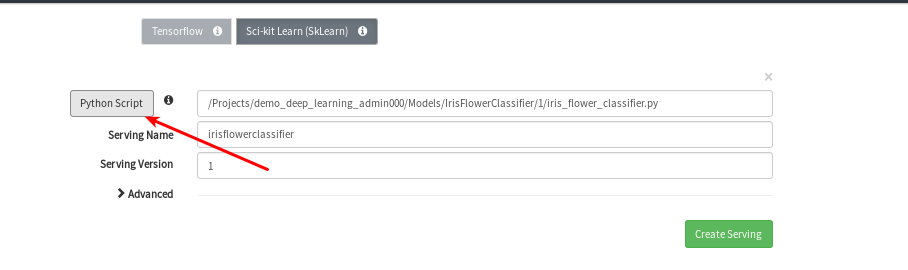 Tensorflow Sci-kit Learn (SkLearn)
×
Python Script /Projects/demo_deep_learning_admin000/Models/IrisFlowerClassifier/1/iris_flower_classifier.py
Serving Name irisflowerclassifier
Serving Version 1
Advanced
Create Serving